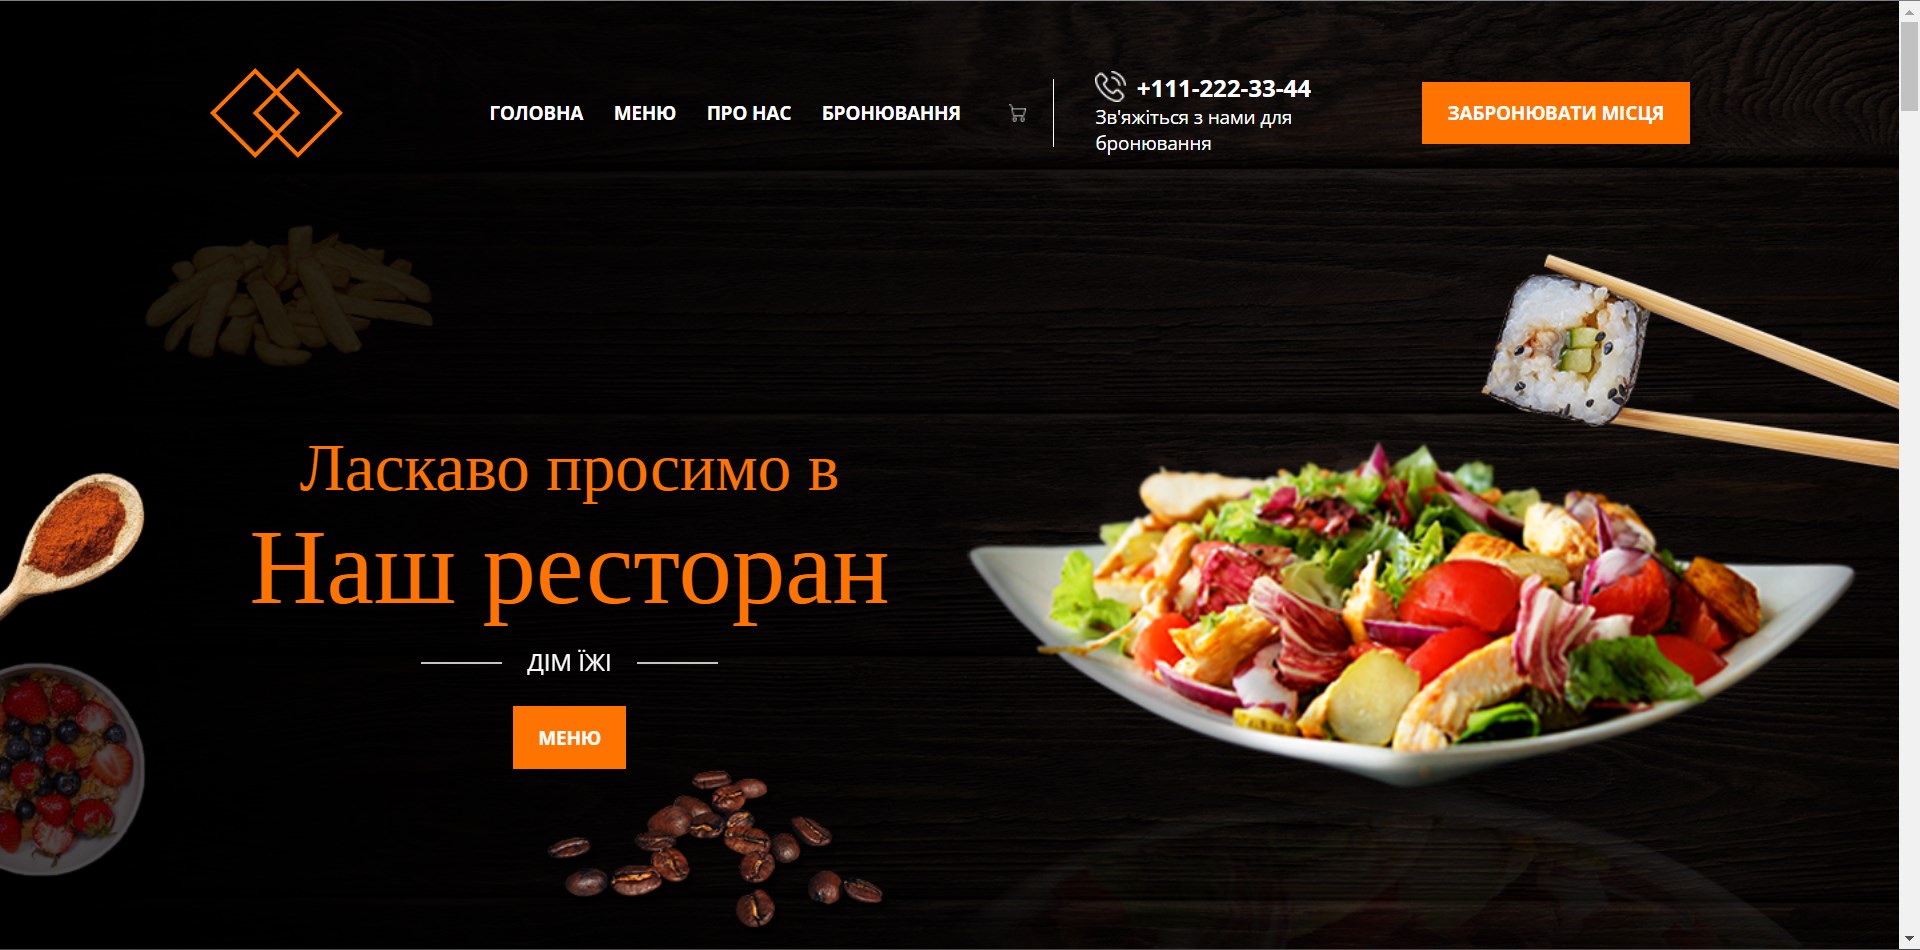 ГОЛОВНА МЕНЮ ПРО НАС БРОНЮВАННЯ
+111-222-33-44
Зв'яжіться з нами для
бронювання
ЗАБРОНЮВАТИ МІСЦЯ
Ласкаво просимо в
Наш ресторан
ДІМ ЇЖІ
МЕНЮ